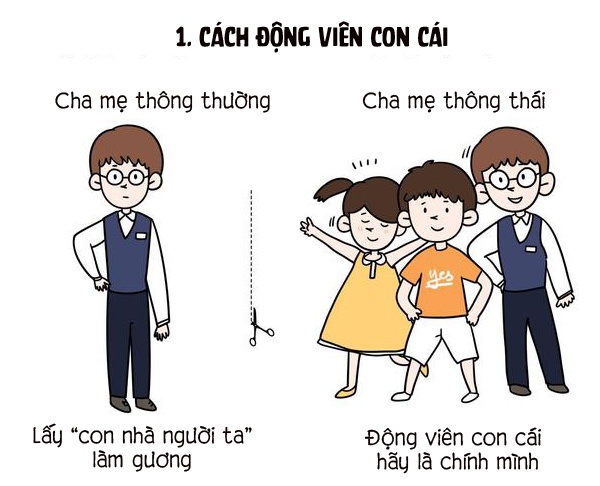 1. CÁCH ĐỘNG VIÊN CON CÁI
Cha mẹ thông thường
Cha mẹ thông thái
yes
Lấy “con nhà người ta”
làm gương
Động viên con cái
hãy là chính mình